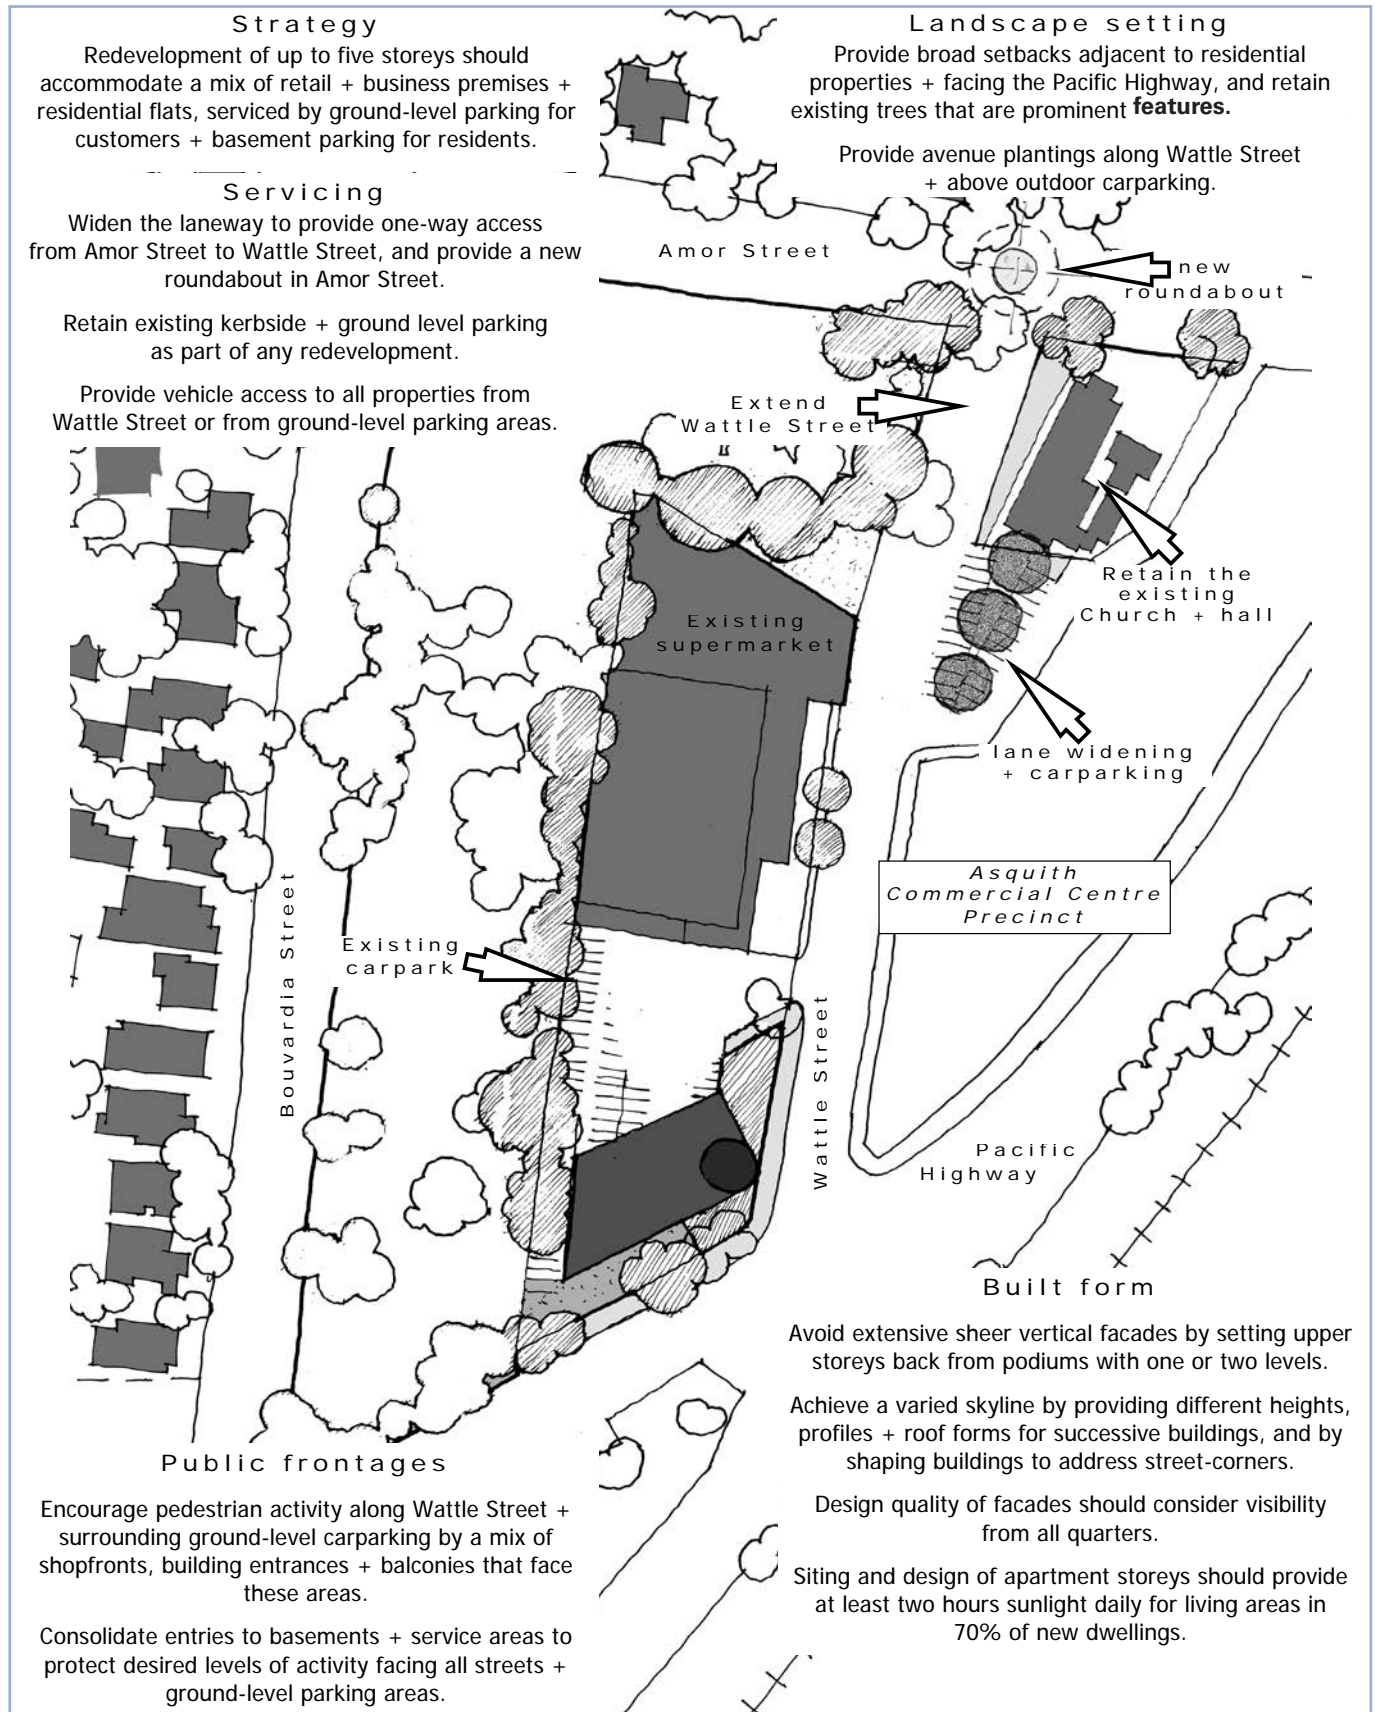 Strategy
Redevelopment of up to five storeys should
accommodate a mix of retail + business premises +
residential flats, serviced by ground-level parking for
customers + basement parking for residents.
Servicing
Widen the laneway to provide one-way access
from Amor Street to Wattle Street, and provide a new
roundabout in Amor Street.
Retain existing kerbside + ground level parking
as part of any redevelopment.
Provide vehicle access to all properties from
Wattle Street or from ground-level parking areas.
Landscape setting
Provide broad setbacks adjacent to residential
properties + facing the Pacific Highway, and retain
existing trees that are prominent features.
Provide avenue plantings along Wattle Street
+ above outdoor carparking.
Amor Street
new
roundabout
Extend
Wattle Street
Retain the
existing
Church + hall
Existing
supermarket
lane widening
+ carparking
Asquith
Commercial Centre
Precinct
Existing
carpark
Bouvardia Street
Wattle Street
Pacific
Highway
Built form
Avoid extensive sheer vertical facades by setting upper
storeys back from podiums with one or two levels.
Achieve a varied skyline by providing different heights,
profiles + roof forms for successive buildings, and by
shaping buildings to address street-corners.
Design quality of facades should consider visibility
from all quarters.
Siting and design of apartment storeys should provide
at least two hours sunlight daily for living areas in
70% of new dwellings.
Public frontages
Encourage pedestrian activity along Wattle Street +
surrounding ground-level carparking by a mix of
shopfronts, building entrances + balconies that face
these areas.
Consolidate entries to basements + service areas to
protect desired levels of activity facing all streets +
ground-level parking areas.